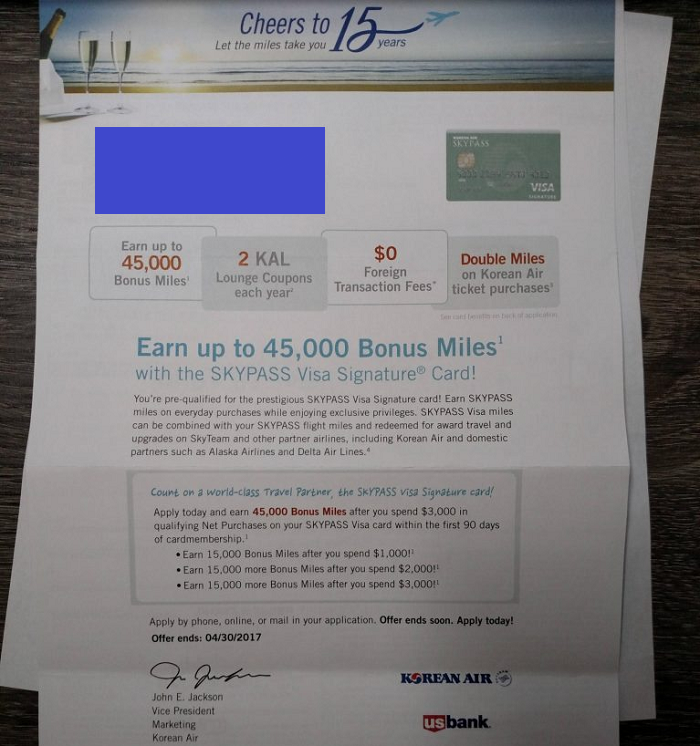 Cheers to 15 years
Let the miles take you
SKYPASS
VISA
SIGNATURE
Earn up to
45,000
Bonus Miles¹
2 KAL
Lounge Coupons
each year²
$0
Foreign
Transaction Fees*
Double Miles
on Korean Air
ticket purchases³
See card benefits on back of application
Earn up to 45,000 Bonus Miles¹
with the SKYPASS Visa Signature® Card!
You're pre-qualified for the prestigious SKYPASS Visa Signature card! Earn SKYPASS
miles on everyday purchases while enjoying exclusive privileges. SKYPASS Visa miles
can be combined with your SKYPASS flight miles and redeemed for award travel and
upgrades on SkyTeam and other partner airlines, including Korean Air and domestic
partners such as Alaska Airlines and Delta Air Lines.⁴
Count on a World-class Travel Partner, the SKYPASS Visa Signature card!
Apply today and earn 45,000 Bonus Miles after you spend $3,000 in
qualifying Net Purchases on your SKYPASS Visa card within the first 90 days
of cardmembership.¹
• Earn 15,000 Bonus Miles after you spend $1,000!¹
• Earn 15,000 more Bonus Miles after you spend $2,000!¹
• Earn 15,000 more Bonus Miles after you spend $3,000!¹
Apply by phone, online, or mail in your application. Offer ends soon. Apply today!
Offer ends: 04/30/2017
John E. Jackson
Vice President
Marketing
Korean Air
KOREAN AIR
usbank